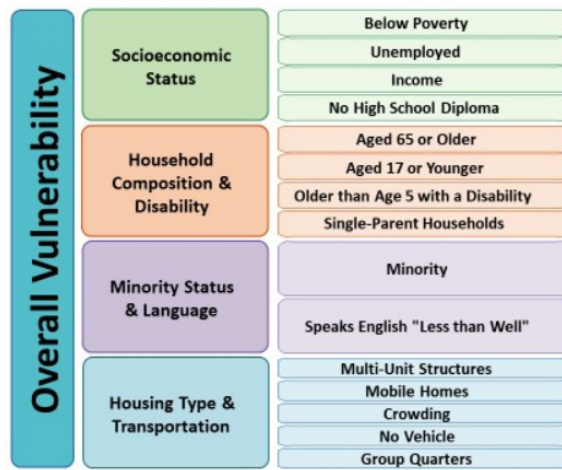 Overall Vulnerability
Socioeconomic
Status
Below Poverty
Unemployed
Income
No High School Diploma
Household
Composition &
Disability
Aged 65 or Older
Aged 17 or Younger
Older than Age 5 with a Disability
Single-Parent Households
Minority Status
& Language
Minority
Speaks English "Less than Well"
Housing Type &
Transportation
Multi-Unit Structures
Mobile Homes
Crowding
No Vehicle
Group Quarters